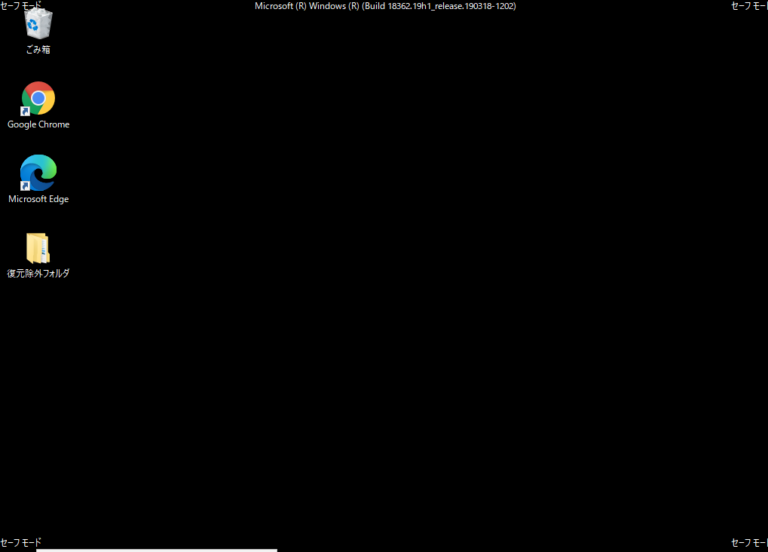 セーフモード
Microsoft (R) Windows (R) (Build 18362.19h1_release.190318-1202)
セーフモード
ごみ箱
Google Chrome
Microsoft Edge
復元除外フォルダ
セーフモード
セーフモード